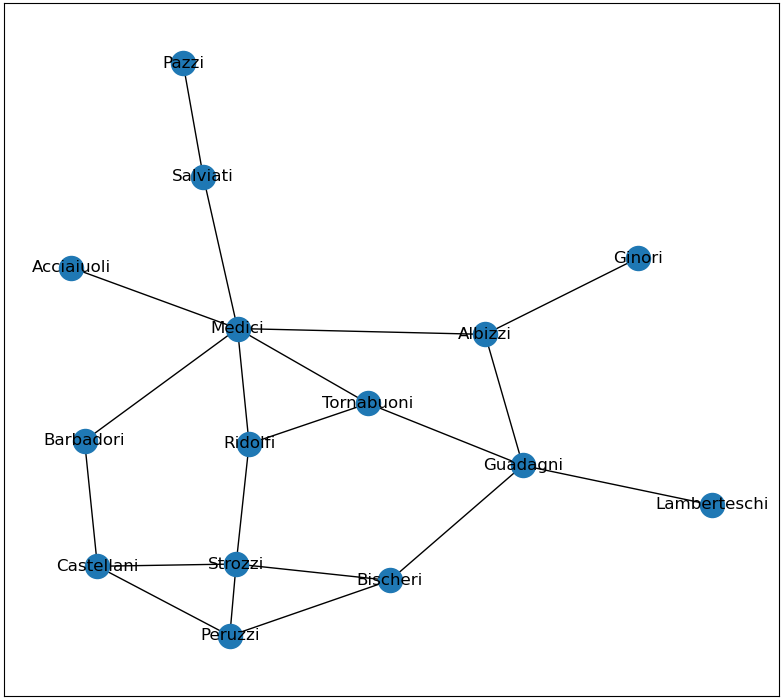 Pazzi
Salviati
Acciaiuoli
Ginori
Medici
Albizzi
Tornabuoni
Barbadori
Ridolfi
Guadagni
Lamberteschi
Castellani
Strozzi
Bischeri
Peruzzi